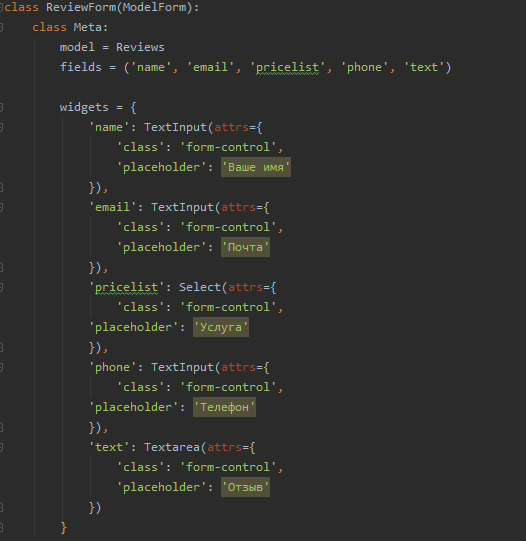 class ReviewForm(ModelForm):
    class Meta:
        model = Reviews
        fields = ('name', 'email', 'pricelist', 'phone', 'text')

        widgets = {
            'name': TextInput(attrs={
                'class': 'form-control',
                'placeholder': 'Ваше имя'
            }),
            'email': TextInput(attrs={
                'class': 'form-control',
                'placeholder': 'Почта'
            }),
            'pricelist': Select(attrs={
                'class': 'form-control',
            'placeholder': 'Услуга'
            }),
            'phone': TextInput(attrs={
                'class': 'form-control',
            'placeholder': 'Телефон'
            }),
            'text': Textarea(attrs={
                'class': 'form-control',
                'placeholder': 'Отзыв'
            })
        }